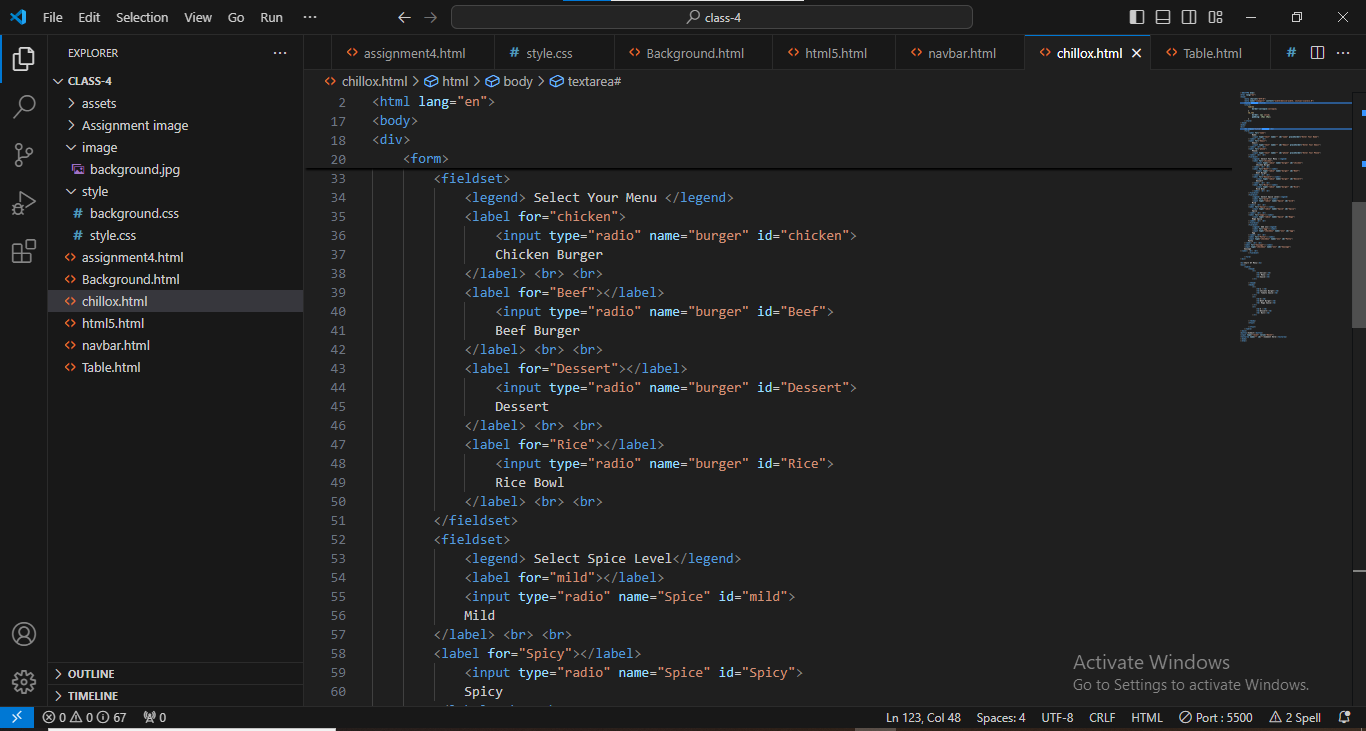 File Edit Selection View Go Run ··· class-4
EXPLORER ···
CLASS-4
assets
Assignment image
image
background.jpg
style
background.css
style.css
assignment4.html
Background.html
chillox.html
html5.html
navbar.html
Table.html
OUTLINE
TIMELINE
assignment4.html # style.css Background.html html5.html navbar.html chillox.html Table.html #
chillox.html > html > body > textarea#
2 <html lang="en">
17 <body>
18 <div>
20 <form>
33 <fieldset>
34 <legend> Select Your Menu </legend>
35 <label for="chicken">
36 <input type="radio" name="burger" id="chicken">
37 Chicken Burger
38 </label> <br> <br>
39 <label for="Beef"></label>
40 <input type="radio" name="burger" id="Beef">
41 Beef Burger
42 </label> <br> <br>
43 <label for="Dessert"></label>
44 <input type="radio" name="burger" id="Dessert">
45 Dessert
46 </label> <br> <br>
47 <label for="Rice"></label>
48 <input type="radio" name="burger" id="Rice">
49 Rice Bowl
50 </label> <br> <br>
51 </fieldset>
52 <fieldset>
53 <legend> Select Spice Level</legend>
54 <label for="mild"></label>
55 <input type="radio" name="Spice" id="mild">
56 Mild
57 </label> <br> <br>
58 <label for="Spicy"></label>
59 <input type="radio" name="Spice" id="Spicy">
60 Spicy
Activate Windows
Go to Settings to activate Windows.
0 0 67 0 Ln 123, Col 48 Spaces: 4 UTF-8 CRLF HTML Port : 5500 2 Spell